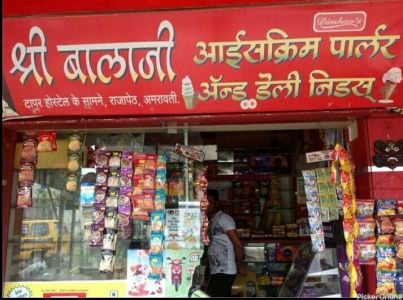 Dinshaw's
श्री बालाजी
आईसक्रिम पार्लर
अॅन्ड डेली निडस्
टापर होस्टेल के सामने, राजापेठ, अमरावती.
Picker Online